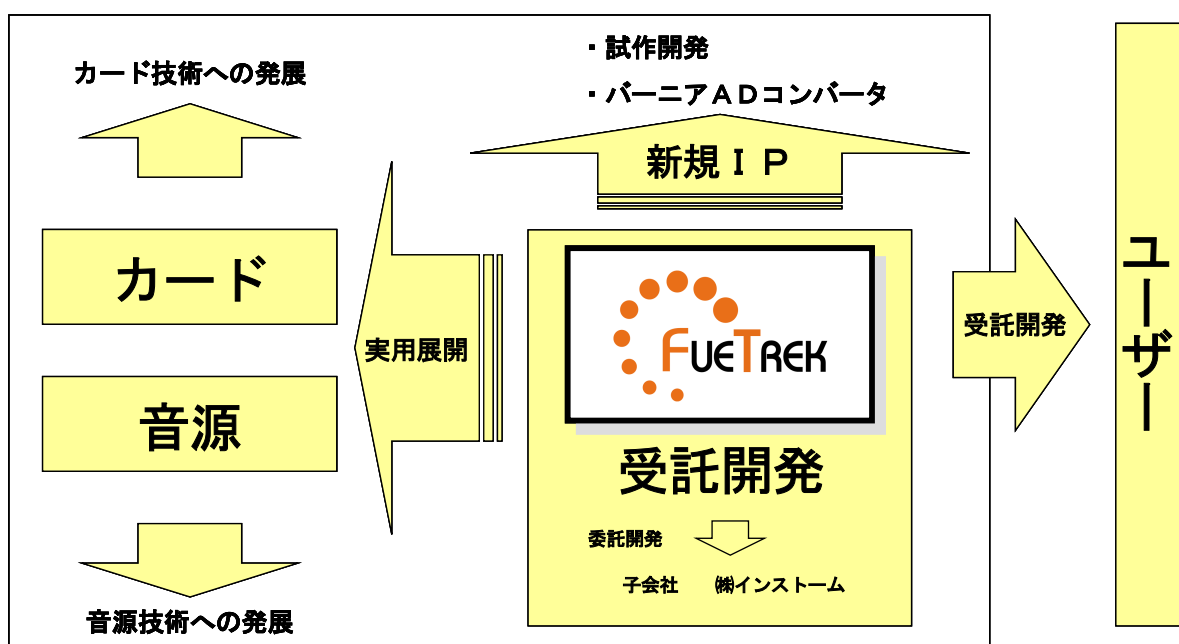 ・試作開発
・バーニアＡＤコンバータ
カード技術への発展
新規ＩＰ
カード
音源
実用展開
FUETREK
受託開発
委託開発
子会社 ㈱インストーム
音源技術への発展
受託開発
ユーザー